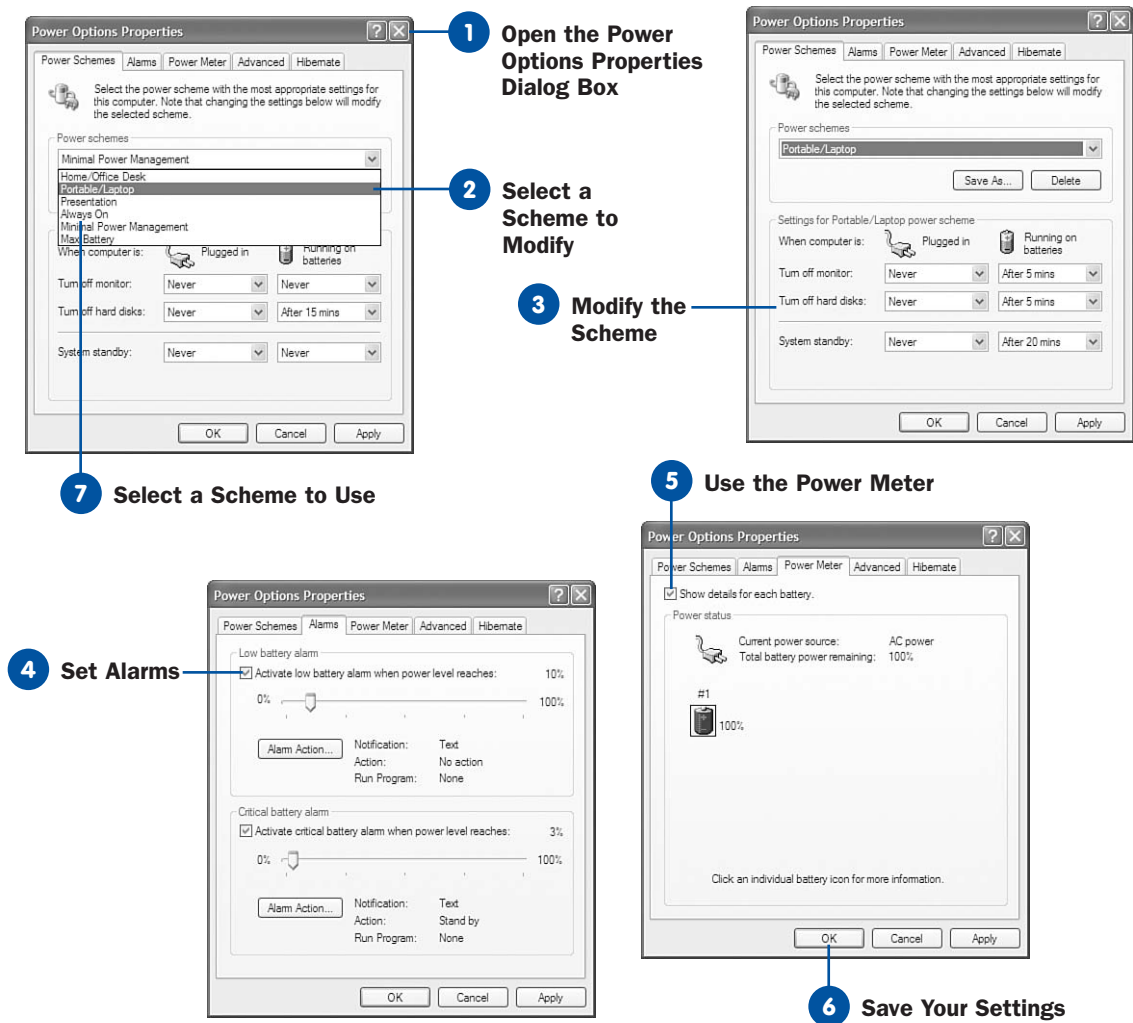 Power Options Properties
Power Schemes Alarms Power Meter Advanced Hibernate
Select the power scheme with the most appropriate settings for
this computer. Note that changing the settings below will modify
the selected scheme.
Power schemes
Minimal Power Management
Home/Office Desk
Portable/Laptop
Presentation
Always On
Minimal Power Management
Max Battery
When computer is: Plugged in Running on
batteries
Turn off monitor: Never Never
Turn off hard disks: Never After 15 mins
System standby: Never Never
OK Cancel Apply
1 Open the Power
Options Properties
Dialog Box
2 Select a
Scheme to
Modify
7 Select a Scheme to Use
Power Options Properties
Power Schemes Alarms Power Meter Advanced Hibernate
Select the power scheme with the most appropriate settings for
this computer. Note that changing the settings below will modify
the selected scheme.
Power schemes
Portable/Laptop
Save As... Delete
Settings for Portable/Laptop power scheme
When computer is: Plugged in Running on
batteries
Turn off monitor: Never After 5 mins
Turn off hard disks: Never After 5 mins
System standby: Never After 20 mins
OK Cancel Apply
3 Modify the
Scheme
4 Set Alarms
Power Options Properties
Power Schemes Alarms Power Meter Advanced Hibernate
Low battery alarm
Activate low battery alarm when power level reaches: 10%
0% 100%
Alarm Action... Notification: Text
Action: No action
Run Program: None
Critical battery alarm
Activate critical battery alarm when power level reaches: 3%
0% 100%
Alarm Action... Notification: Text
Action: Stand by
Run Program: None
OK Cancel Apply
5 Use the Power Meter
Power Options Properties
Power Schemes Alarms Power Meter Advanced Hibernate
Show details for each battery.
Power status
Current power source: AC power
Total battery power remaining: 100%
#1
100%
Click an individual battery icon for more information.
OK Cancel Apply
6 Save Your Settings